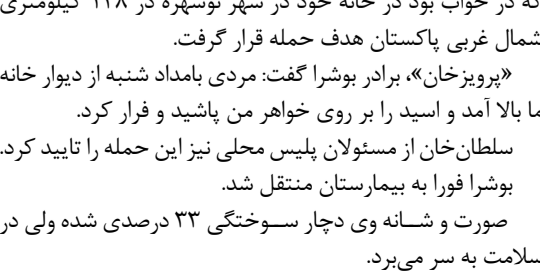 که در خواب بود در خانه خود در شهر نوشهره در ۱۲۸ کیلومتری
شمال غربی پاکستان هدف حمله قرار گرفت.
«پرویزخان»، برادر بوشرا گفت: مردی بامداد شنبه از دیوار خانه
ما بالا آمد و اسید را بر روی خواهر من پاشید و فرار کرد.
سلطان‌خان از مسئولان پلیس محلی نیز این حمله را تایید کرد.
بوشرا فورا به بیمارستان منتقل شد.
صورت و شـانه وی دچار سـوختگی ۳۳ درصدی شده ولی در
سلامت به سر می‌برد.